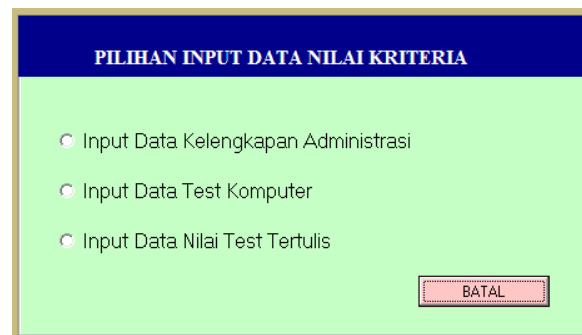 PILIHAN INPUT DATA NILAI KRITERIA
Input Data Kelengkapan Administrasi
Input Data Test Komputer
Input Data Nilai Test Tertulis
BATAL